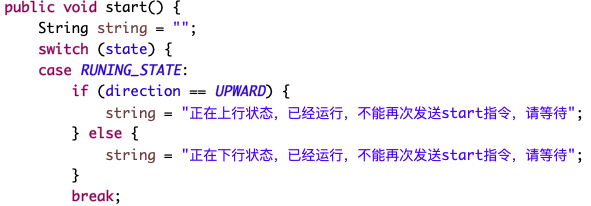 public void start() {
    String string = "";
    switch (state) {
    case RUNING_STATE:
        if (direction == UPWARD) {
            string = "正在上行状态，已经运行，不能再次发送start指令，请等待";
        } else {
            string = "正在下行状态，已经运行，不能再次发送start指令，请等待";
        }
        break;